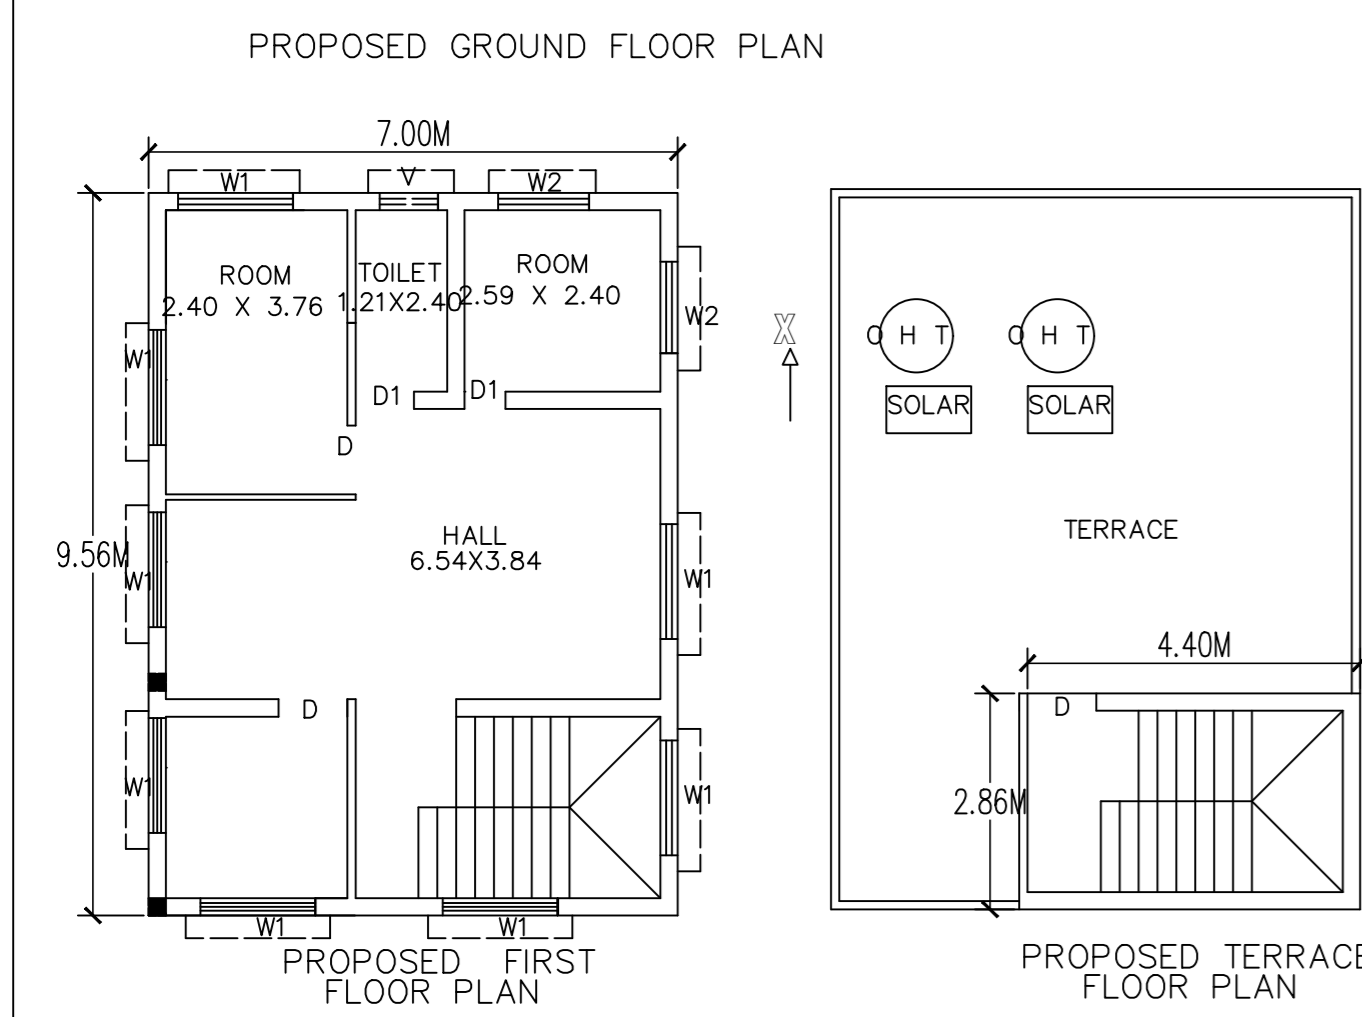 PROPOSED GROUND FLOOR PLAN
7.00M
W1
V
W2
ROOM
2.40 X 3.76
TOILET
1.21X2.40
ROOM
2.59 X 2.40
W2
W1
D1
D1
D
X
O H T
O H T
SOLAR
SOLAR
HALL
6.54X3.84
9.56M
W1
W1
TERRACE
4.40M
D
D
W1
W1
2.86M
W1
W1
PROPOSED FIRST
FLOOR PLAN
PROPOSED TERRACE
FLOOR PLAN